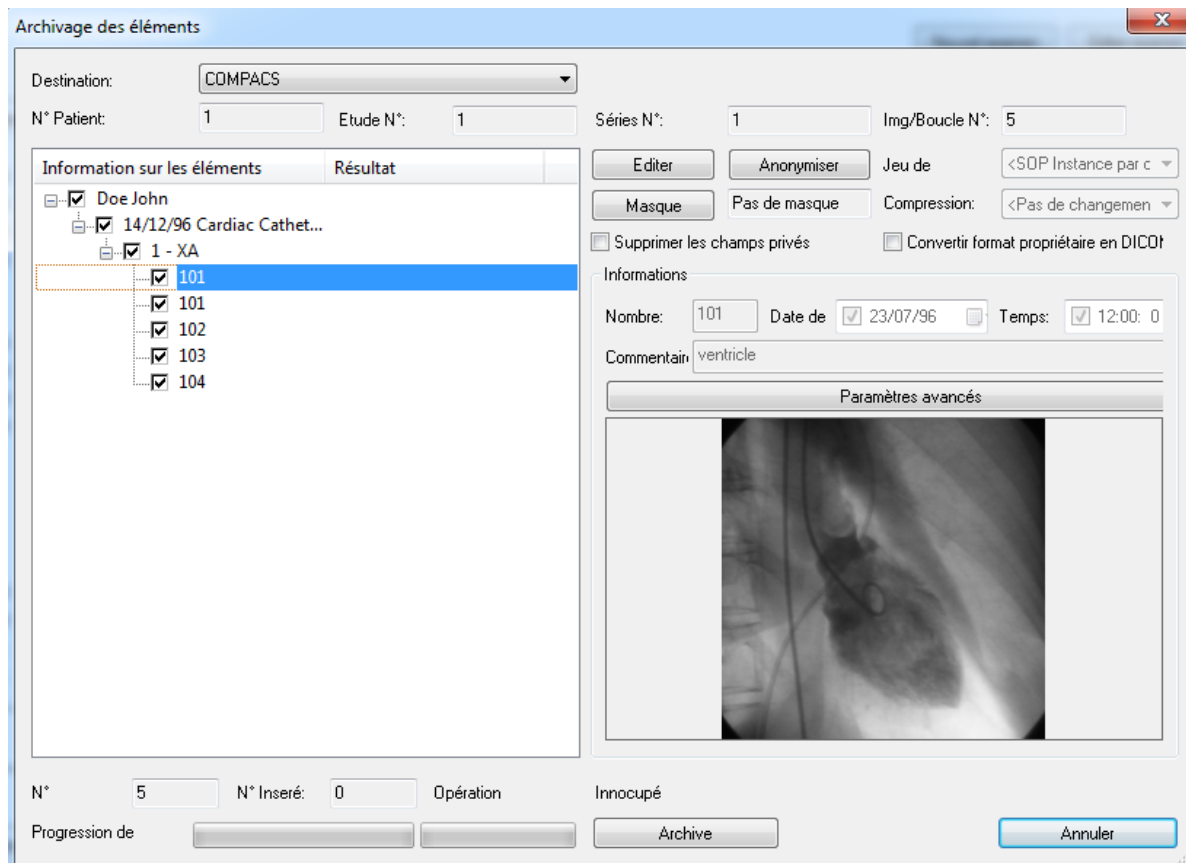 Archivage des éléments
Destination: COMPACS
N° Patient: 1 Etude N°: 1 Séries N°: 1 Img/Boucle N°: 5
Information sur les éléments Résultat
Editer Anonymiser Jeu de <SOP Instance par c
Doe John
14/12/96 Cardiac Cathet...
Masque Pas de masque Compression: <Pas de changemen
1 - XA
Supprimer les champs privés Convertir format propriétaire en DICOM
101
Informations
101
102
103
104
Nombre: 101 Date de 23/07/96 Temps: 12:00: 0
Commentair ventricle
Paramètres avancés
N° 5 N° Inseré: 0 Opération Innocupé
Progression de Archive Annuler